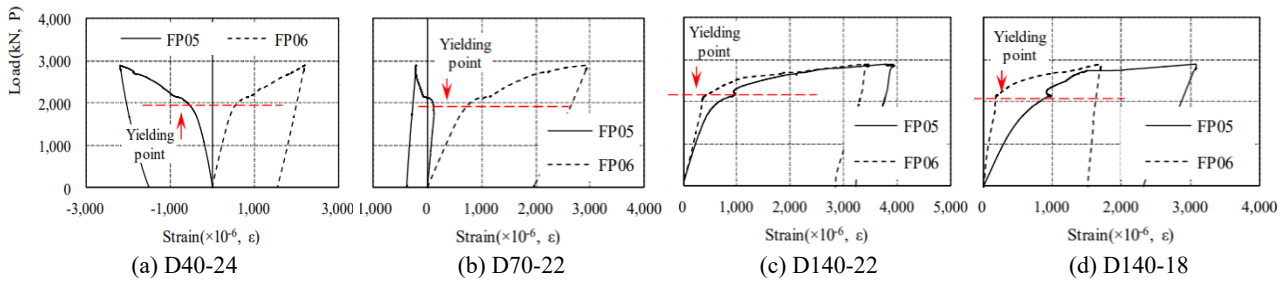 Load(kN, P)
4,000
3,000
2,000
1,000
0
FP05
FP06
Yielding
point
-3,000
-1,000
1,000
3,000
Strain(×10-6, ε)
(a) D40-24
Yielding
point
FP05
FP06
1,000
0
1,000
2,000
3,000
4,000
Strain(×10-6, ε)
(b) D70-22
Yielding
point
FP05
FP06
0
1,000
2,000
3,000
4,000
5,000
Strain(×10-6, ε)
(c) D140-22
Yielding
point
FP05
FP06
0
1,000
2,000
3,000
4,000
Strain(×10-6, ε)
(d) D140-18